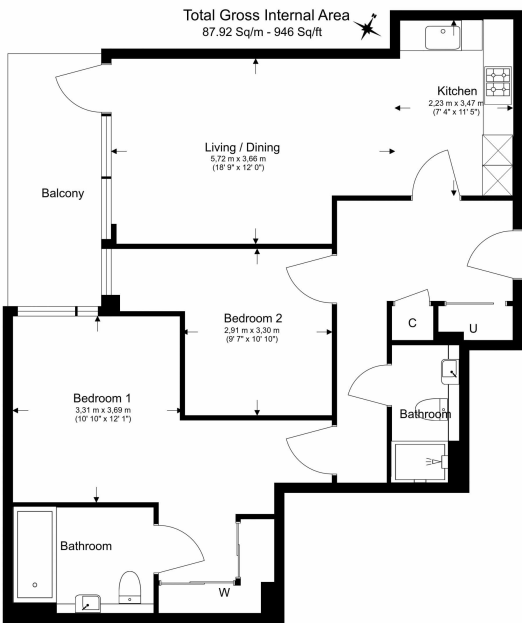 Total Gross Internal Area
87.92 Sq/m - 946 Sq/ft
Kitchen
2,23 m x 3,47 m
(7' 4" x 11' 5")
Living / Dining
5,72 m x 3,66 m
(18' 9" x 12' 0")
Balcony
Bedroom 2
2,91 m x 3,30 m
(9' 7" x 10' 10")
C
U
Bedroom 1
3,31 m x 3,69 m
(10' 10" x 12' 1")
Bathroom
Bathroom
W